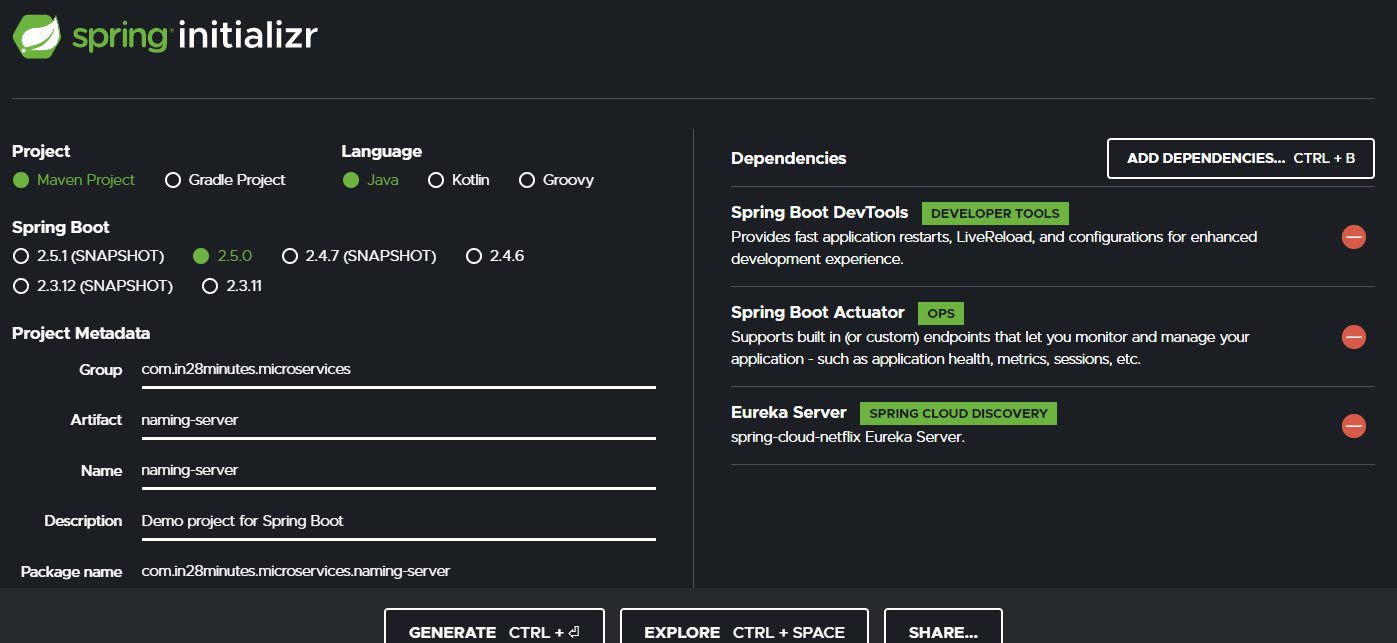 spring initializr
Project
Maven Project Gradle Project
Language
Java Kotlin Groovy
Spring Boot
2.5.1 (SNAPSHOT) 2.5.0 2.4.7 (SNAPSHOT) 2.4.6
2.3.12 (SNAPSHOT) 2.3.11
Project Metadata
Group com.in28minutes.microservices
Artifact naming-server
Name naming-server
Description Demo project for Spring Boot
Package name com.in28minutes.microservices.naming-server
Dependencies
ADD DEPENDENCIES... CTRL + B
Spring Boot DevTools DEVELOPER TOOLS
Provides fast application restarts, LiveReload, and configurations for enhanced
development experience.
Spring Boot Actuator OPS
Supports built in (or custom) endpoints that let you monitor and manage your
application - such as application health, metrics, sessions, etc.
Eureka Server SPRING CLOUD DISCOVERY
spring-cloud-netflix Eureka Server.
GENERATE CTRL + ⏎
EXPLORE CTRL + SPACE
SHARE...